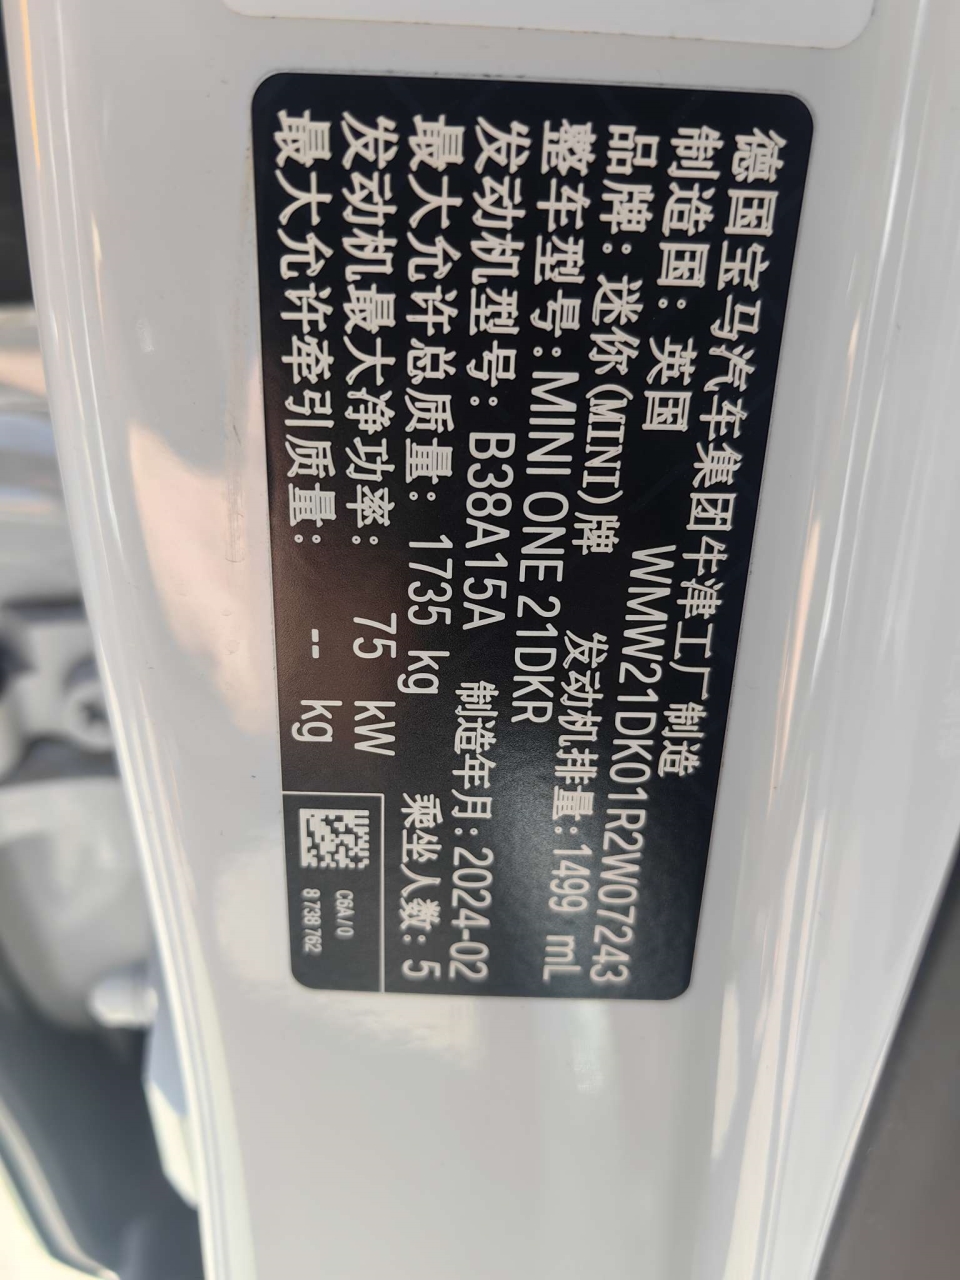 德国宝马汽车集团牛津工厂制造
制造国：英国 WMW21DK01R2W07243
品牌：迷你(MINI)牌 发动机排量:1499 mL
整车型号:MINI ONE 21DKR
发动机型号：B38A15A 制造年月:2024-02
最大允许总质量：1735 kg 乘坐人数：5
发动机最大净功率：75 kW
最大允许牵引质量：-- kg
C6A/0
8 738 762